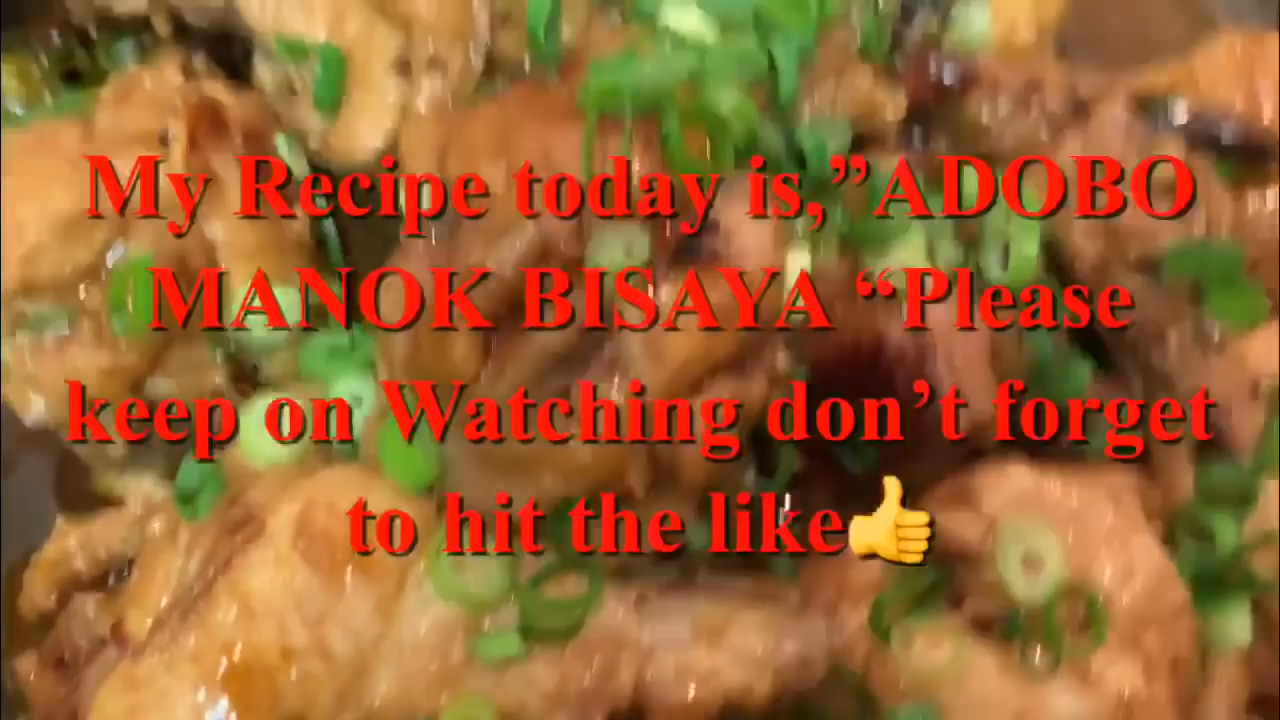 My Recipe today is,”ADOBO
MANOK BISAYA “Please
keep on Watching don’t forget
to hit the like👍